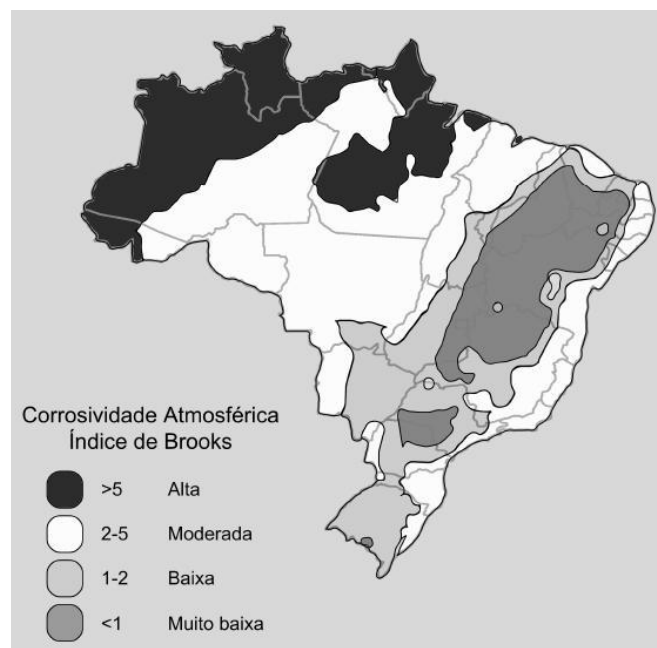 Corrosividade Atmosférica
Índice de Brooks
>5 Alta
2-5 Moderada
1-2 Baixa
<1 Muito baixa